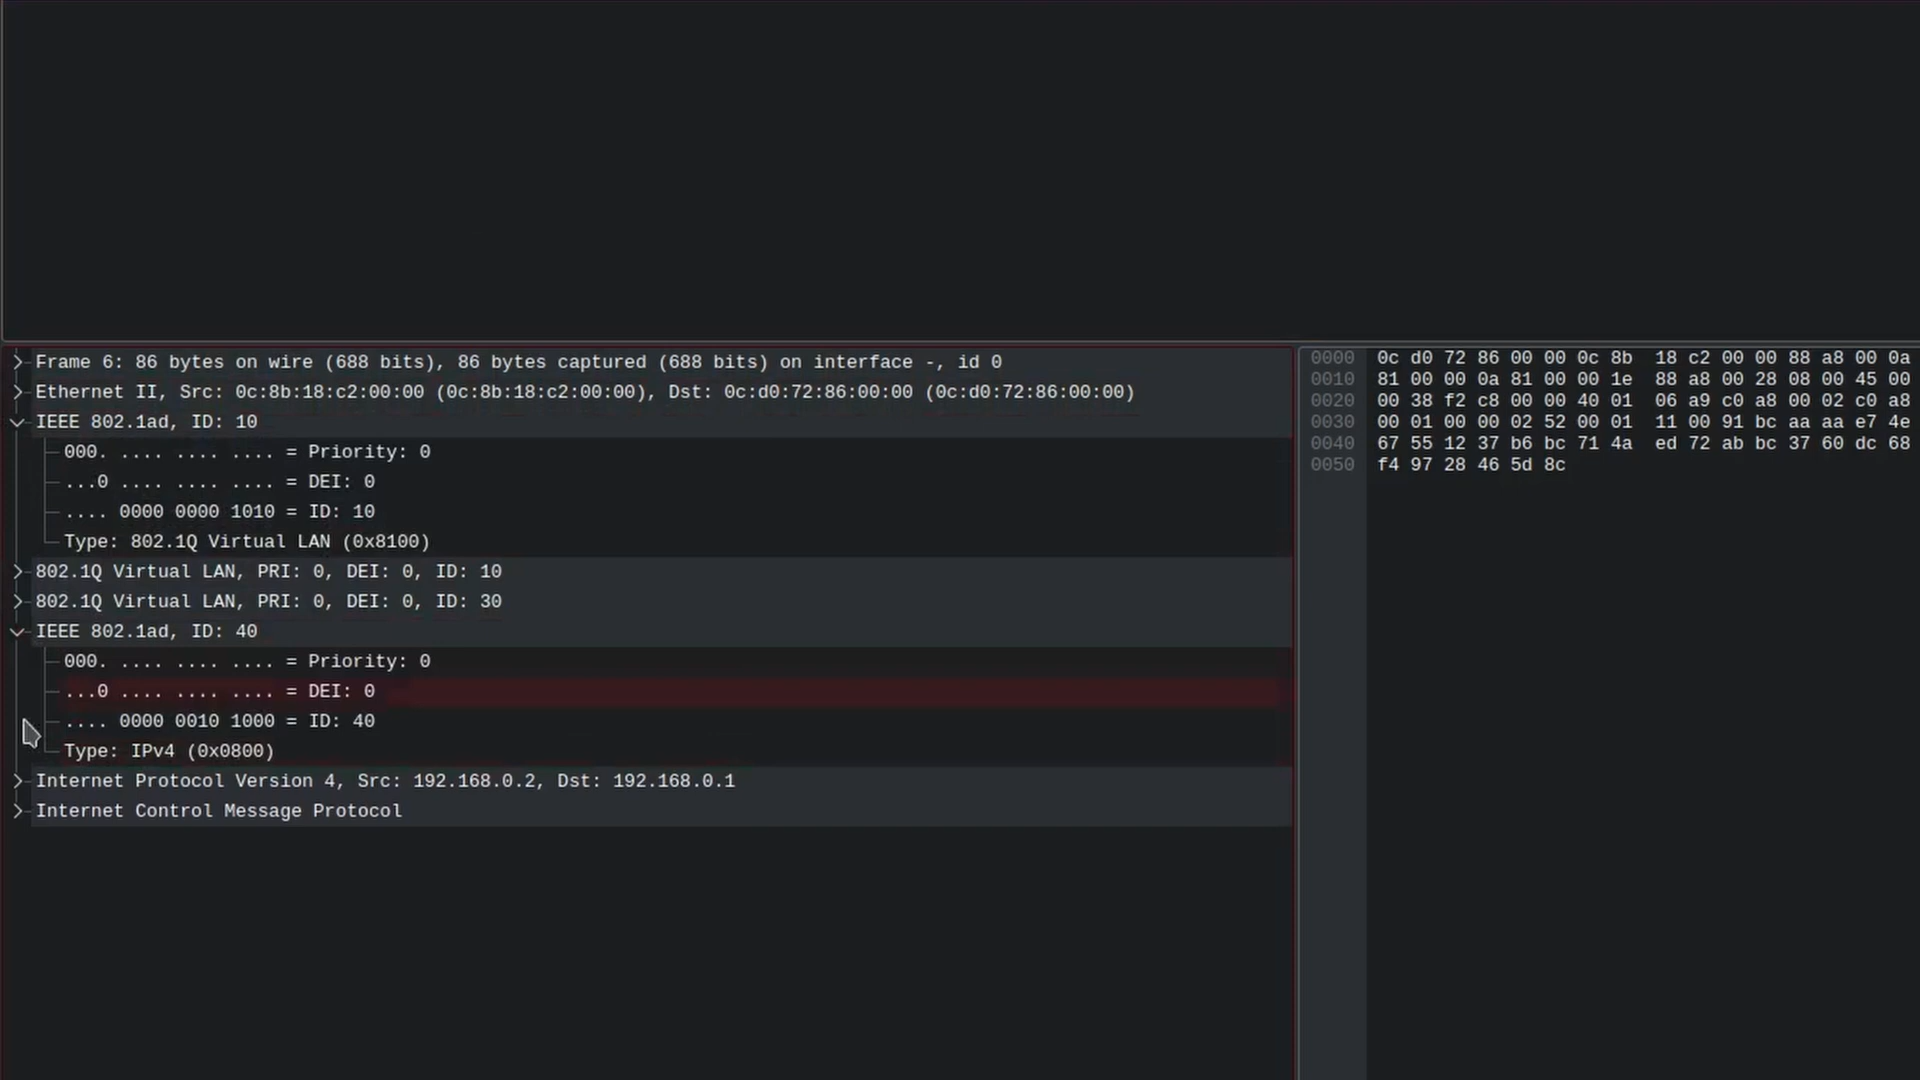 Frame 6: 86 bytes on wire (688 bits), 86 bytes captured (688 bits) on interface -, id 0
Ethernet II, Src: 0c:8b:18:c2:00:00 (0c:8b:18:c2:00:00), Dst: 0c:d0:72:86:00:00 (0c:d0:72:86:00:00)
IEEE 802.1ad, ID: 10
000. .... .... .... = Priority: 0
...0 .... .... .... = DEI: 0
.... 0000 0000 1010 = ID: 10
Type: 802.1Q Virtual LAN (0x8100)
802.1Q Virtual LAN, PRI: 0, DEI: 0, ID: 10
802.1Q Virtual LAN, PRI: 0, DEI: 0, ID: 30
IEEE 802.1ad, ID: 40
000. .... .... .... = Priority: 0
...0 .... .... .... = DEI: 0
.... 0000 0010 1000 = ID: 40
Type: IPv4 (0x0800)
Internet Protocol Version 4, Src: 192.168.0.2, Dst: 192.168.0.1
Internet Control Message Protocol
0000 0c d0 72 86 00 00 0c 8b 18 c2 00 00 88 a8 00 0a
0010 81 00 00 0a 81 00 00 1e 88 a8 00 28 08 00 45 00
0020 00 38 f2 c8 00 00 40 01 06 a9 c0 a8 00 02 c0 a8
0030 00 01 00 00 02 52 00 01 11 00 91 bc aa aa e7 4e
0040 67 55 12 37 b6 bc 71 4a ed 72 ab bc 37 60 dc 68
0050 f4 97 28 46 5d 8c